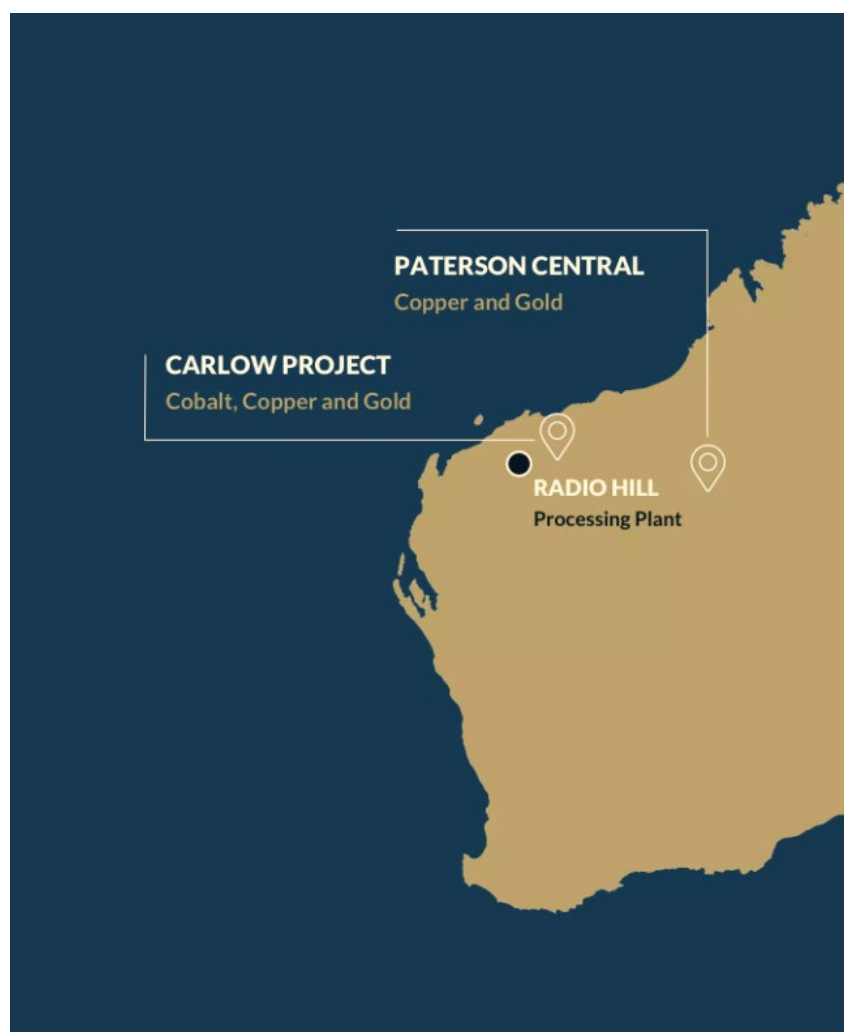 PATERSON CENTRAL
Copper and Gold
CARLOW PROJECT
Cobalt, Copper and Gold
RADIO HILL
Processing Plant